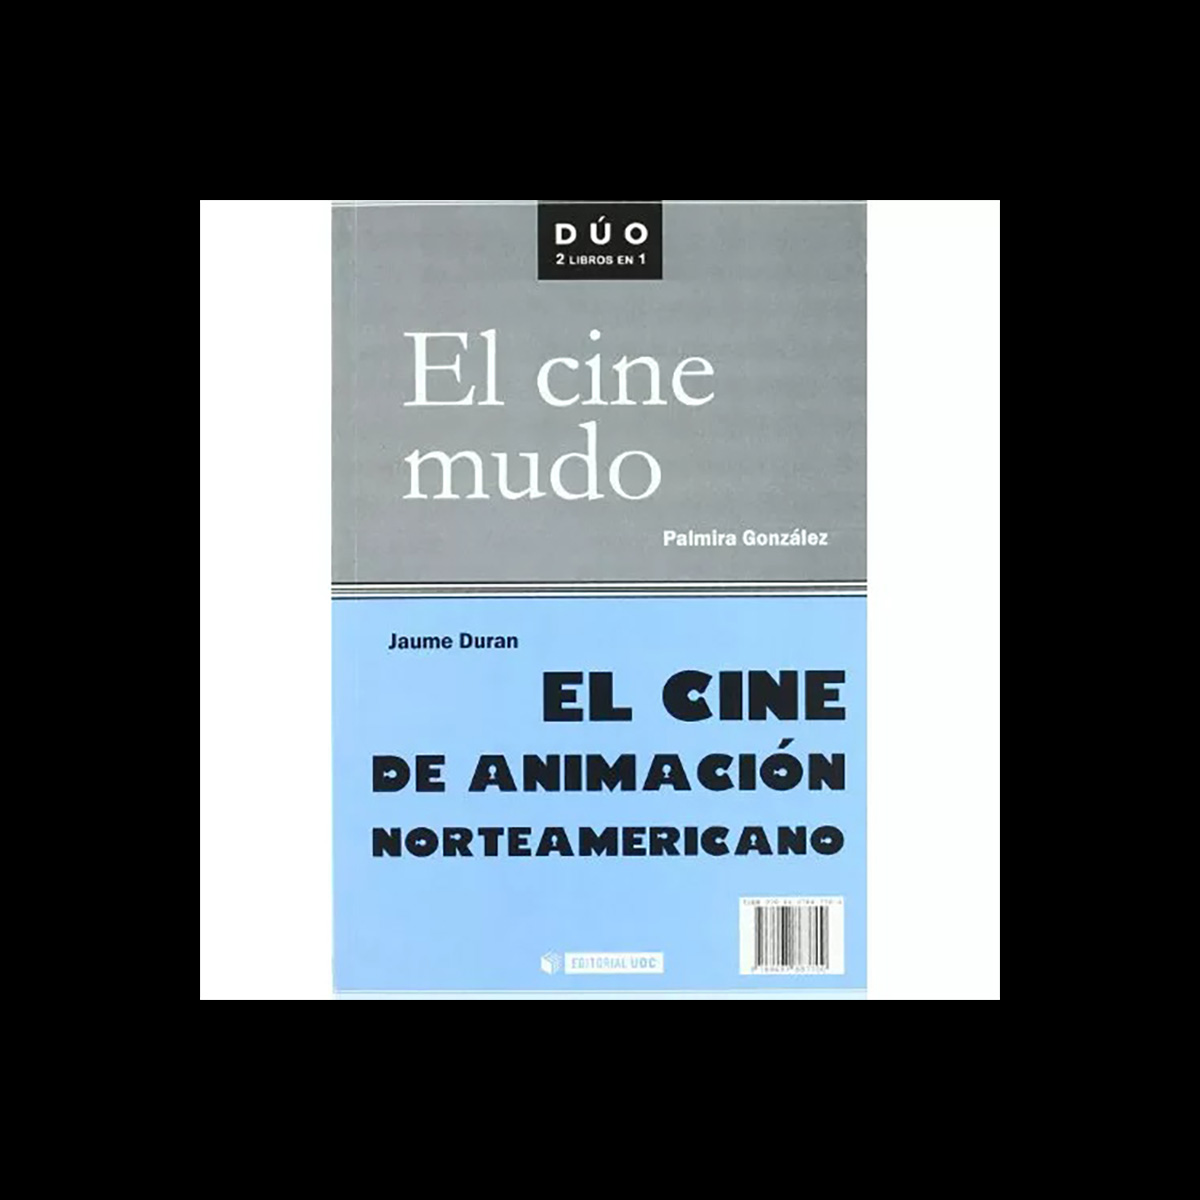 DÚO
2 LIBROS EN 1
El cine
mudo
Palmira González
Jaume Duran
EL CINE
DE ANIMACIÓN
NORTEAMERICANO
EDITORIAL UOC